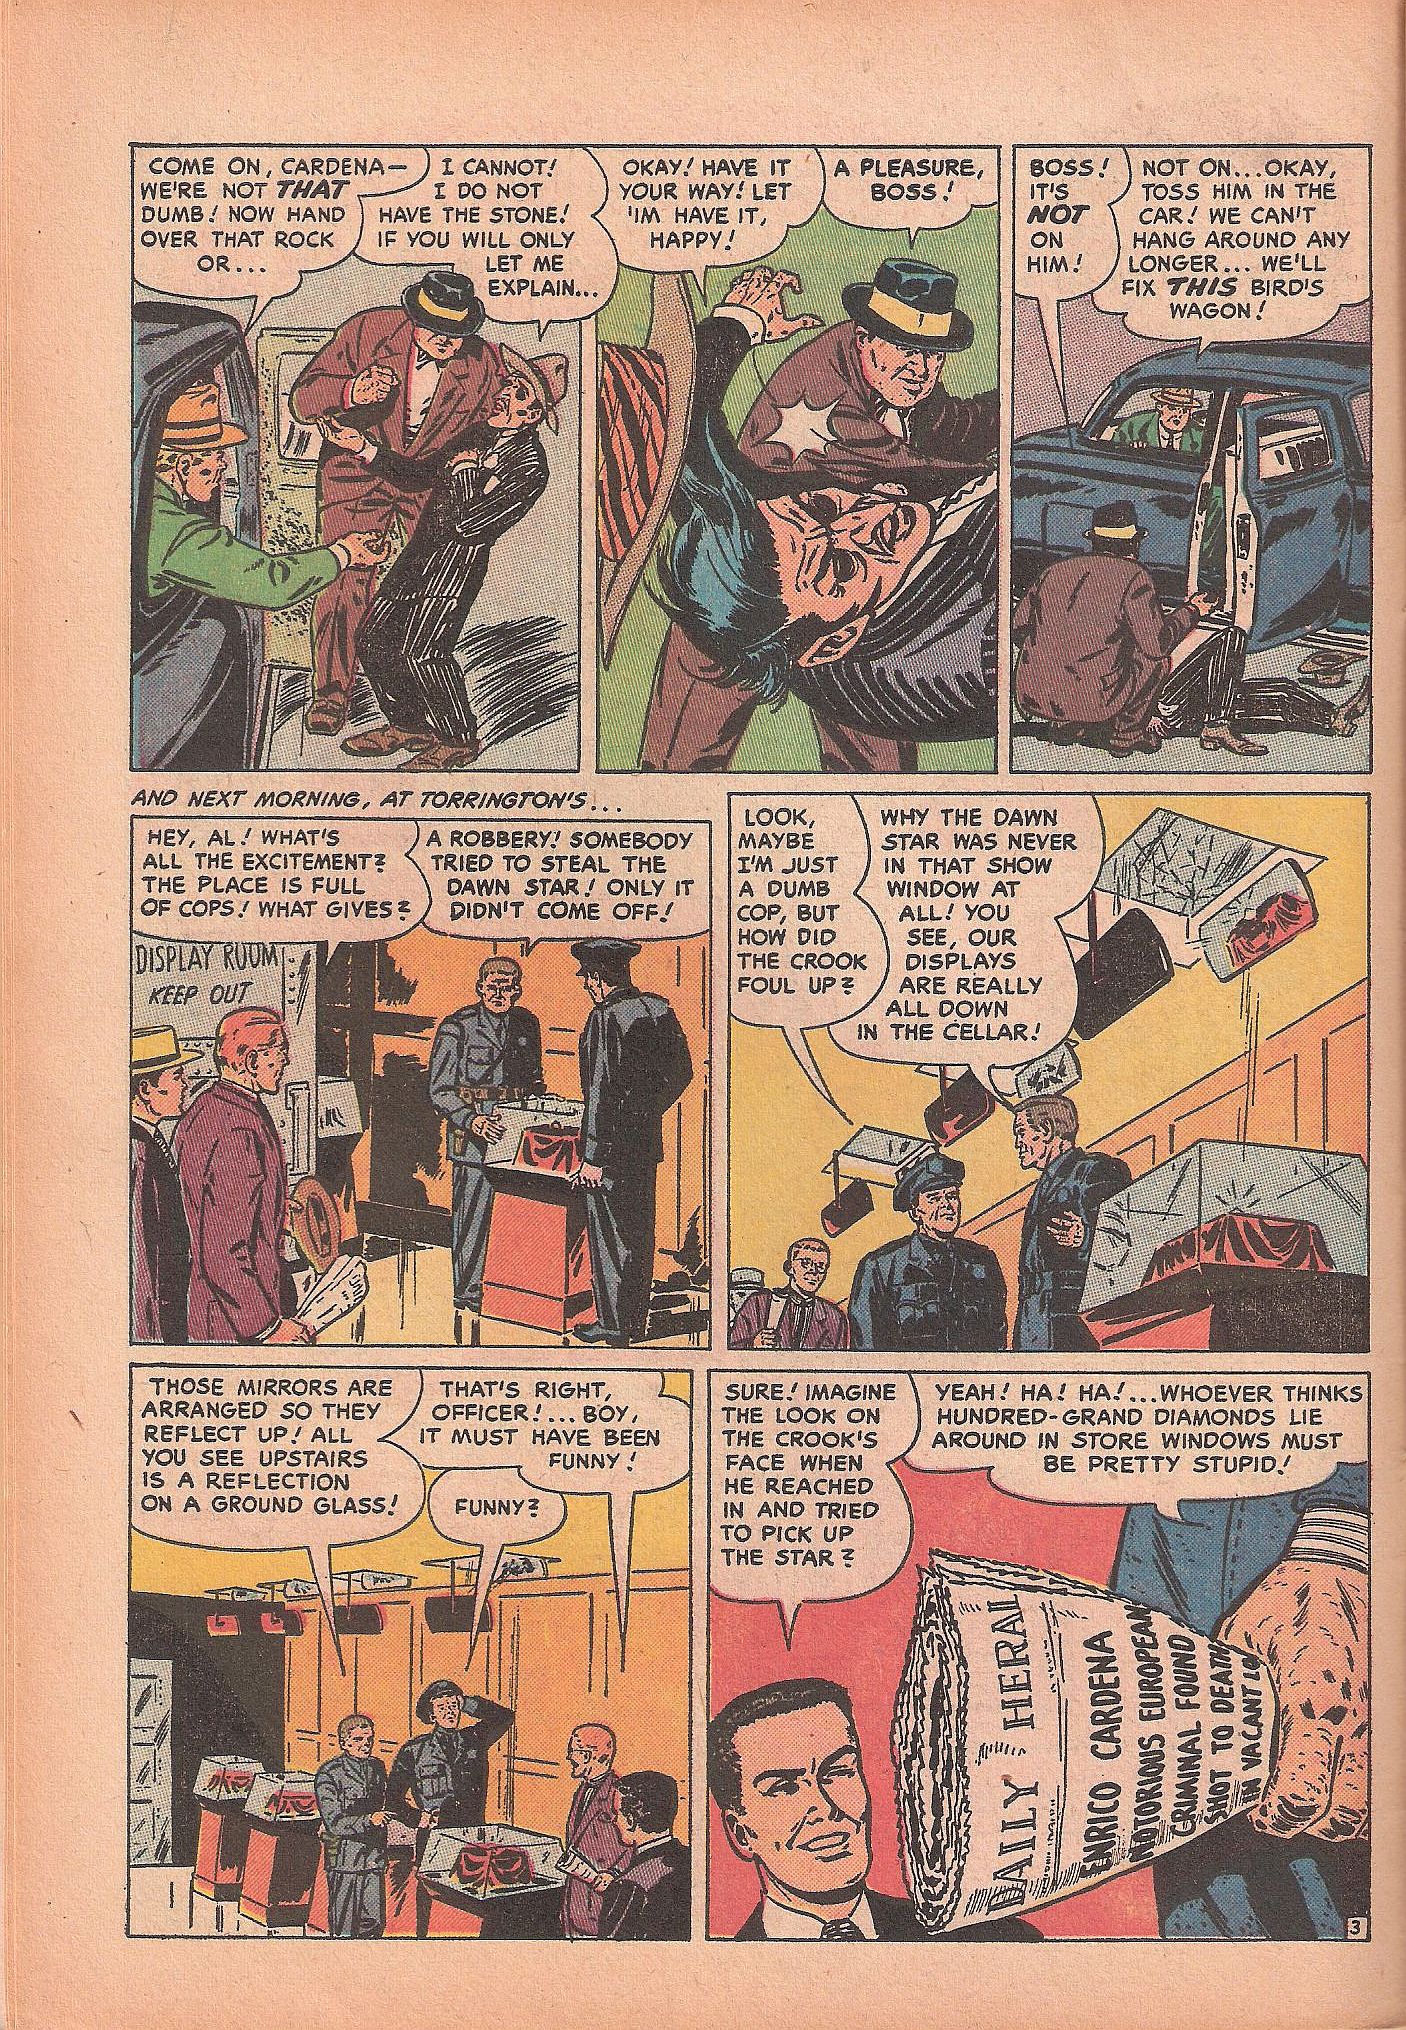 COME ON, CARDENA—
WE'RE NOT THAT
DUMB! NOW HAND
OVER THAT ROCK
OR...
I CANNOT!
I DO NOT
HAVE THE STONE!
IF YOU WILL ONLY
LET ME
EXPLAIN...
OKAY! HAVE IT
YOUR WAY! LET
'IM HAVE IT,
HAPPY!
A PLEASURE,
BOSS!
BOSS!
IT'S
NOT
ON
HIM!
NOT ON...OKAY,
TOSS HIM IN THE
CAR! WE CAN'T
HANG AROUND ANY
LONGER... WE'LL
FIX THIS BIRD'S
WAGON!
AND NEXT MORNING, AT TORRINGTON'S...
HEY, AL! WHAT'S
ALL THE EXCITEMENT?
THE PLACE IS FULL
OF COPS! WHAT GIVES?
A ROBBERY! SOMEBODY
TRIED TO STEAL THE
DAWN STAR! ONLY IT
DIDN'T COME OFF!
DISPLAY ROOM
KEEP OUT
LOOK,
MAYBE
I'M JUST
A DUMB
COP, BUT
HOW DID
THE CROOK
FOUL UP?
WHY THE DAWN
STAR WAS NEVER
IN THAT SHOW
WINDOW AT
ALL! YOU
SEE, OUR
DISPLAYS
ARE REALLY
ALL DOWN
IN THE CELLAR!
THOSE MIRRORS ARE
ARRANGED SO THEY
REFLECT UP! ALL
YOU SEE UPSTAIRS
IS A REFLECTION
ON A GROUND GLASS!
THAT'S RIGHT,
OFFICER!... BOY,
IT MUST HAVE BEEN
FUNNY!
FUNNY?
SURE! IMAGINE
THE LOOK ON
THE CROOK'S
FACE WHEN
HE REACHED
IN AND TRIED
TO PICK UP
THE STAR?
YEAH! HA! HA!...WHOEVER THINKS
HUNDRED-GRAND DIAMONDS LIE
AROUND IN STORE WINDOWS MUST
BE PRETTY STUPID!
DAILY HERAL
ENRICO CARDENA
NOTORIOUS EUROPEAN
CRIMINAL FOUND
SHOT TO DEATH
IN VACANT LO
3